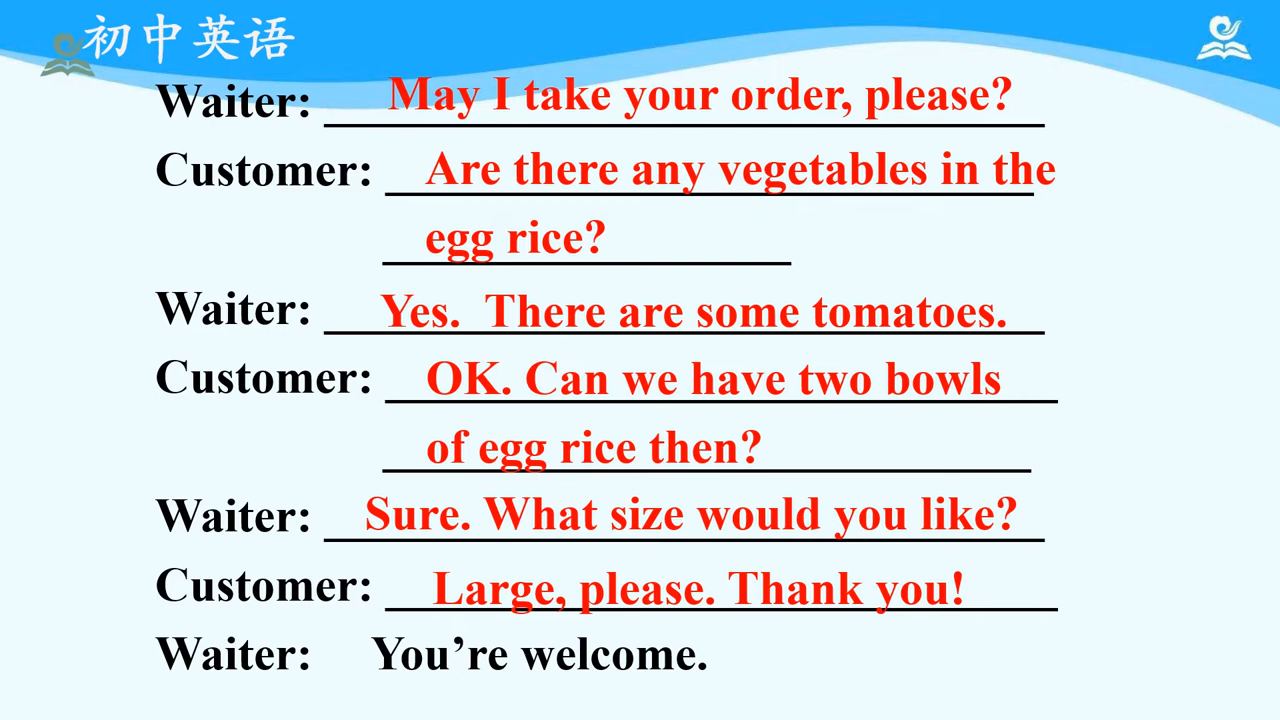 初中英语
Waiter: May I take your order, please?
Customer: Are there any vegetables in the
egg rice?
Waiter: Yes. There are some tomatoes.
Customer: OK. Can we have two bowls
of egg rice then?
Waiter: Sure. What size would you like?
Customer: Large, please. Thank you!
Waiter: You’re welcome.